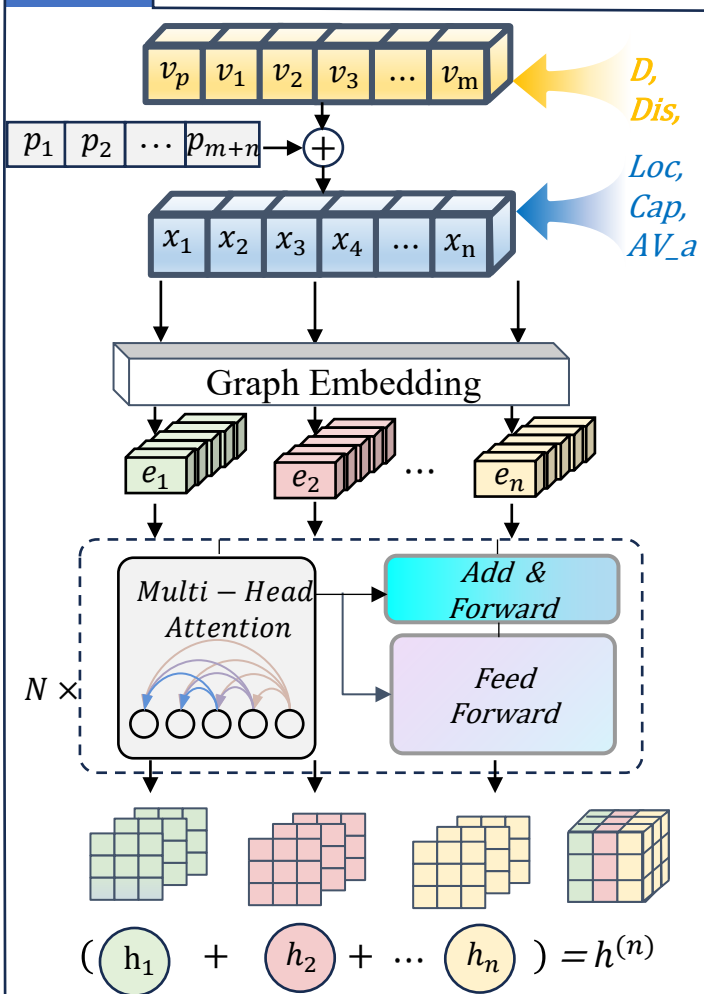 v_p v_1 v_2 v_3 ... v_m
D,
Dis,
p_1 p_2 ... p_{m+n} +
Loc,
Cap,
AV_a
x_1 x_2 x_3 x_4 ... x_n
Graph Embedding
e_1 e_2 ... e_n
Multi – Head
Attention
Add &
Forward
N ×
Feed
Forward
( h_1 + h_2 + ... h_n ) = h^{(n)}